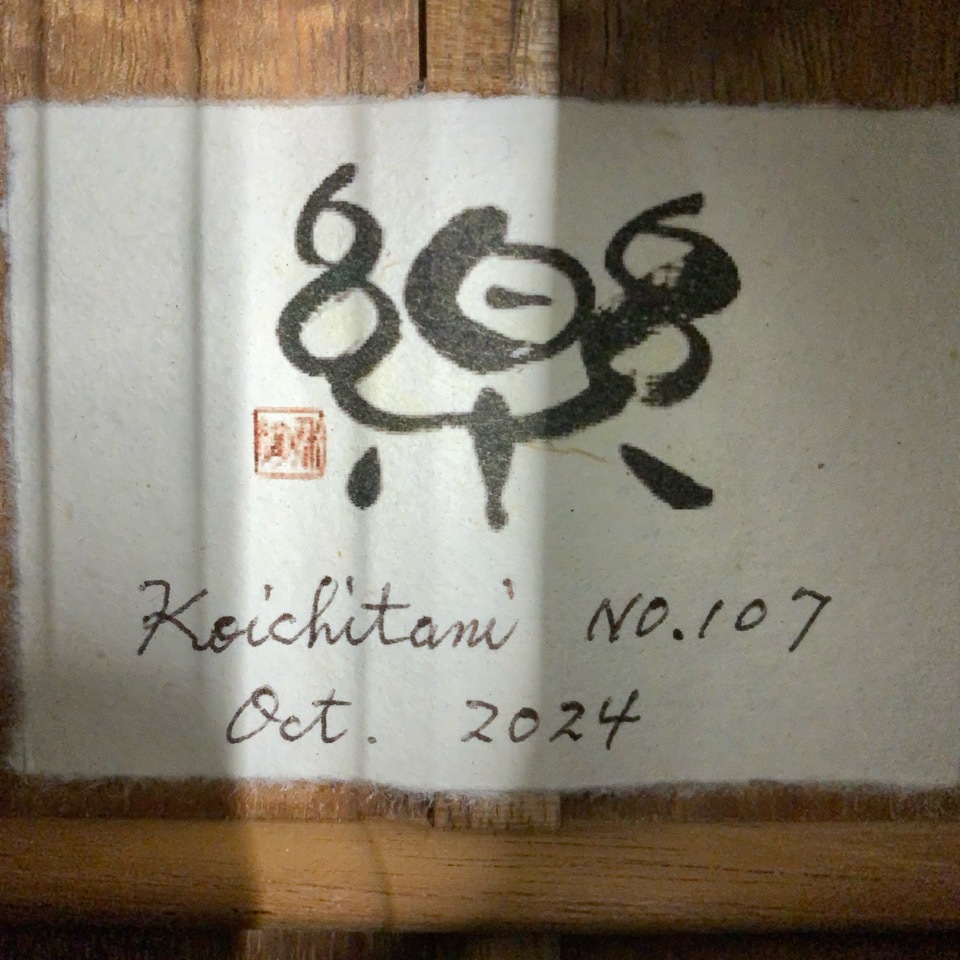 樂
Koichitani NO.107
Oct. 2024